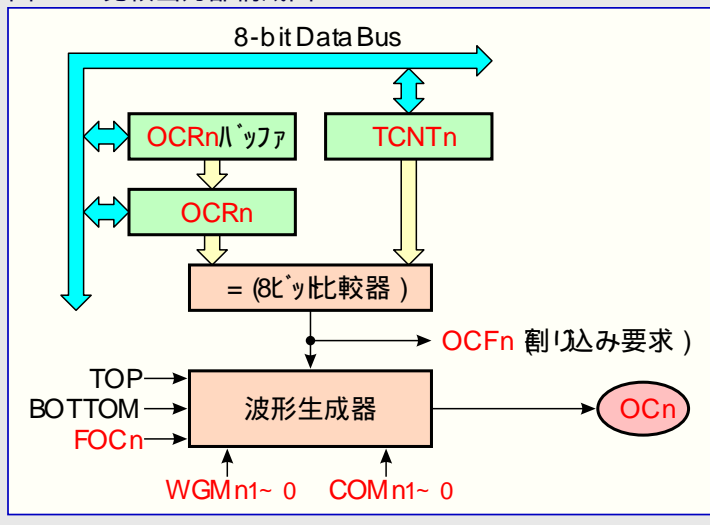 8-bit Data Bus
OCRnﾊﾞｯﾌｧ
TCNTn
OCRn
= (8ﾋﾞｯﾄ比較器 )
OCFn (割り込み要求 )
TOP
BOTTOM
FOCn
波形生成器
OCn
WGMn1~ 0
COMn1~ 0